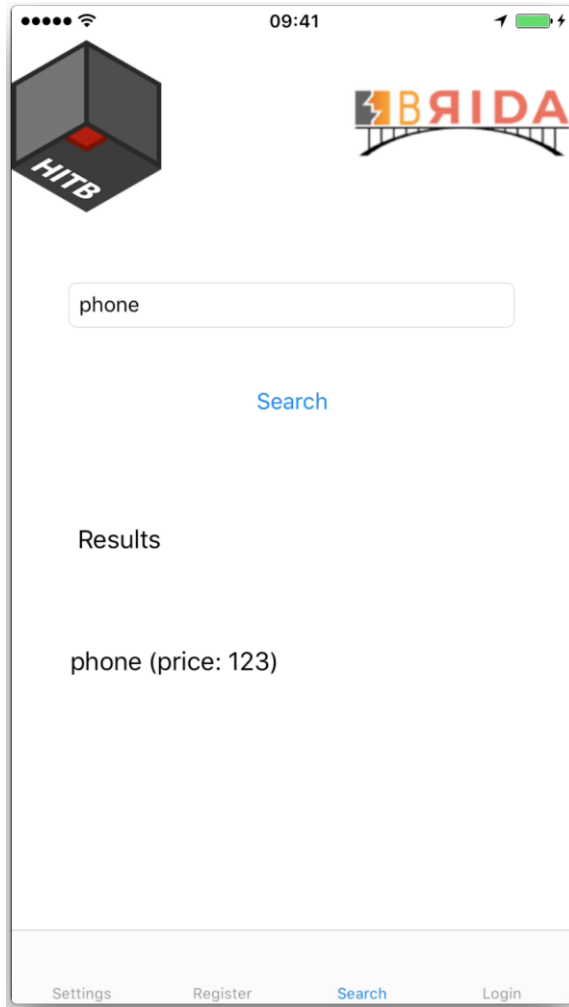 09:41
HITB
BЯIDA
phone
Search
Results
phone (price: 123)
Settings Register Search Login